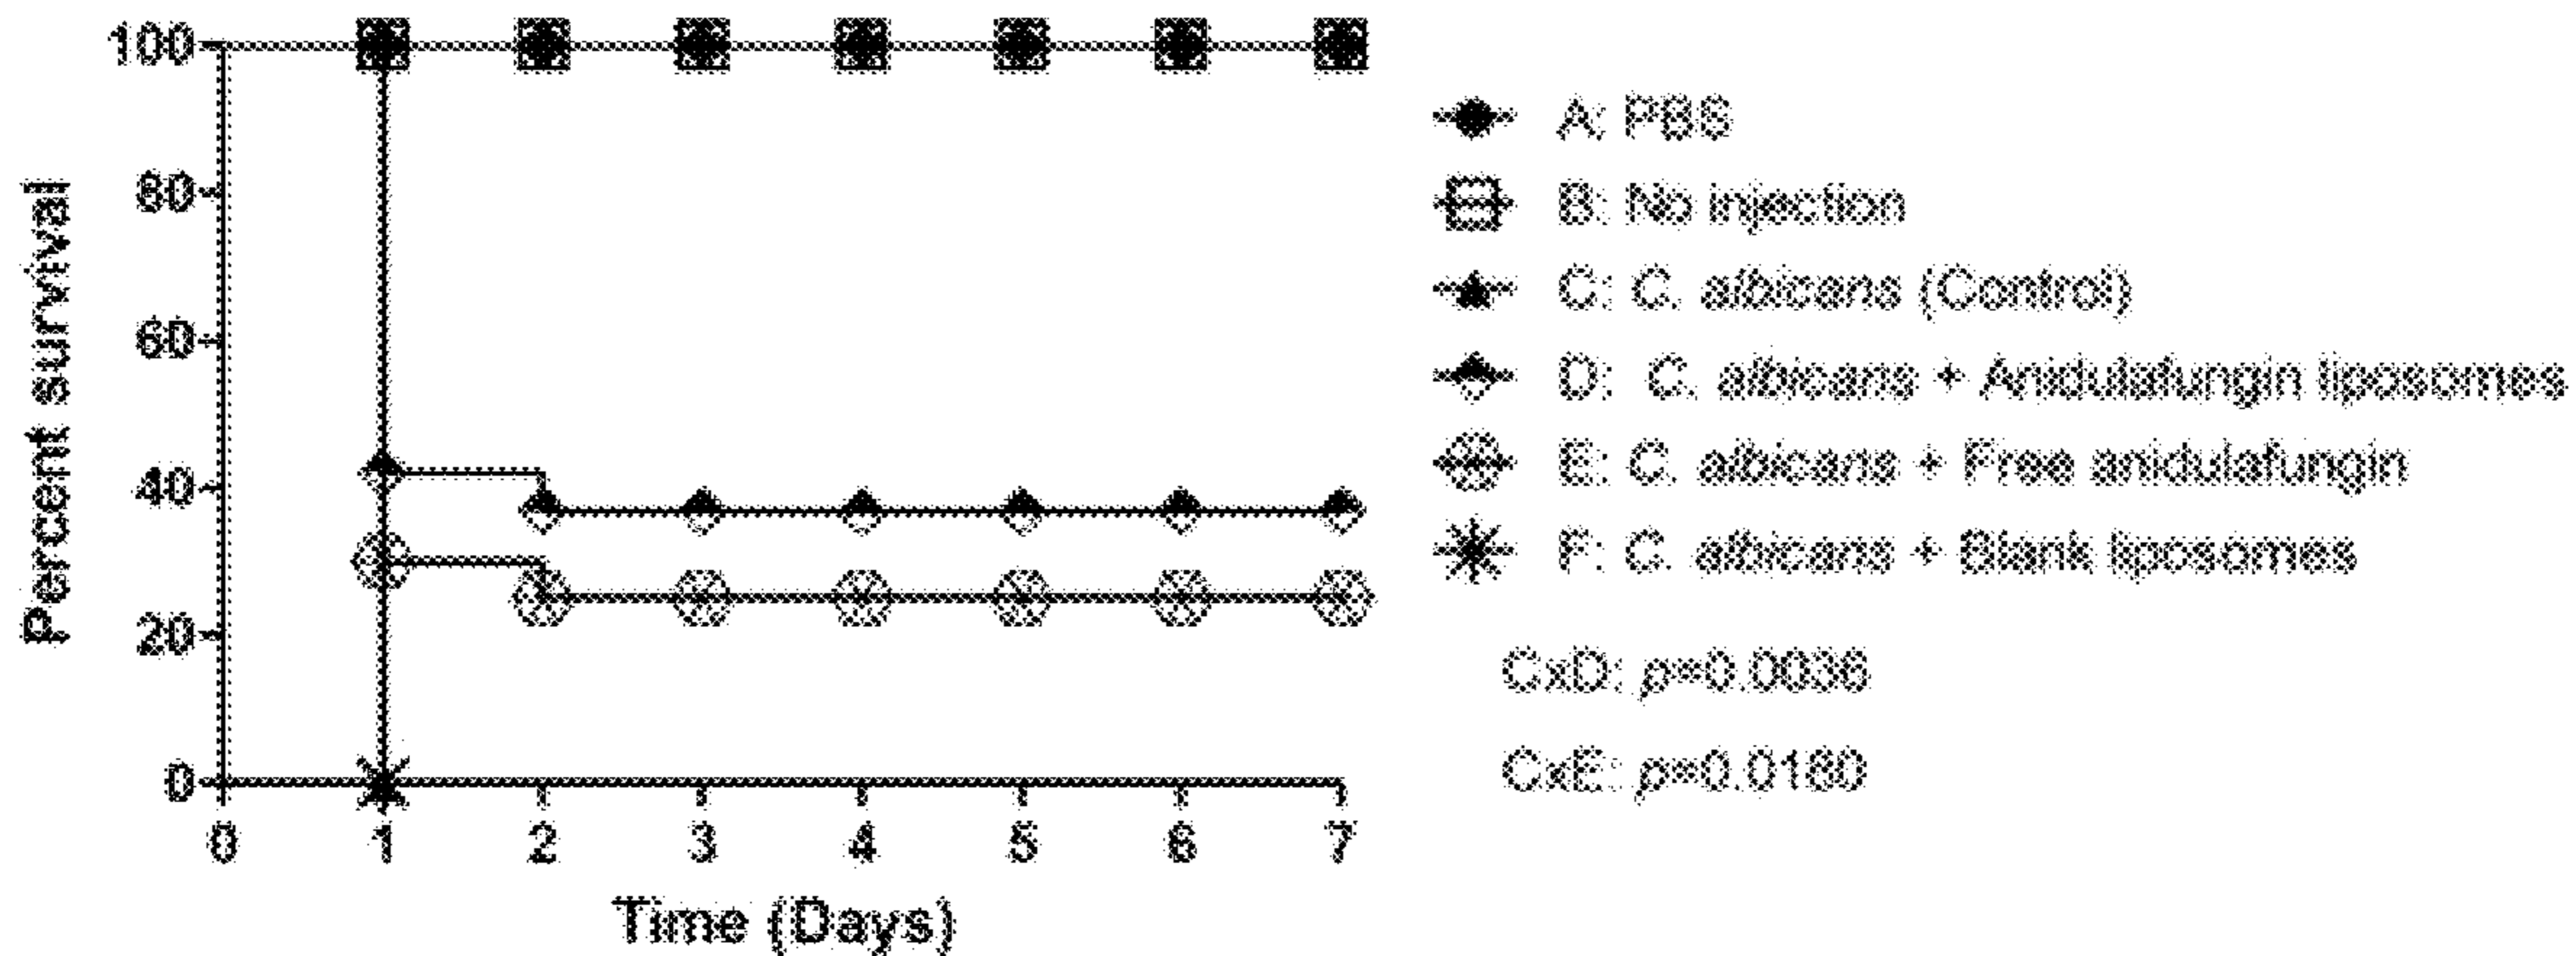 100
80
60
40
20
0
Percent survival
0 1 2 3 4 5 6 7
Time (Days)
A: PBS
B: No injection
C: C. albicans (Control)
D: C. albicans + Anidulafungin liposomes
E: C. albicans + Free anidulafungin
F: C. albicans + Blank liposomes
CxD: p=0.0036
CxE: p=0.0160